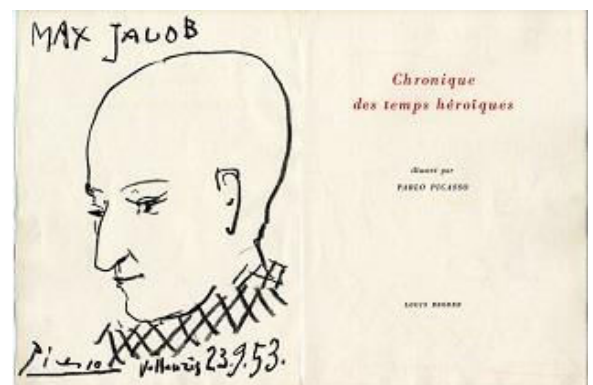 MAX JACOB
Picasso Vallauris 23.9.53.
Chronique
des temps héroïques
illustré par
PABLO PICASSO
LOUIS BRODER